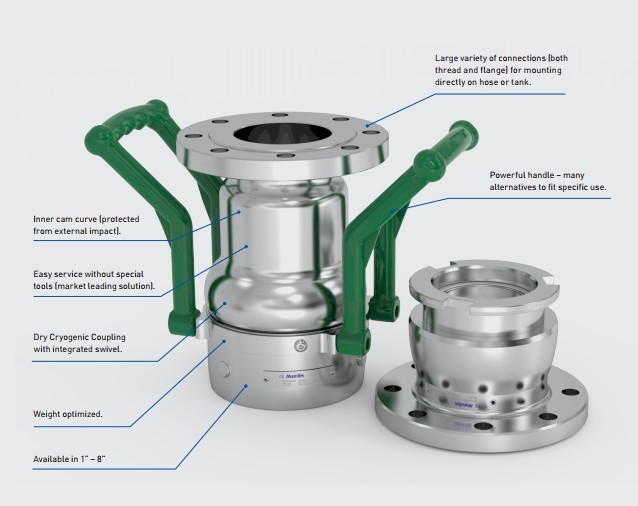 Large variety of connections (both
thread and flange) for mounting
directly on hose or tank.
Powerful handle – many
alternatives to fit specific use.
Inner cam curve (protected
from external impact).
Easy service without special
tools (market leading solution).
Dry Cryogenic Coupling
with integrated swivel.
Weight optimized.
Available in 1" – 8"